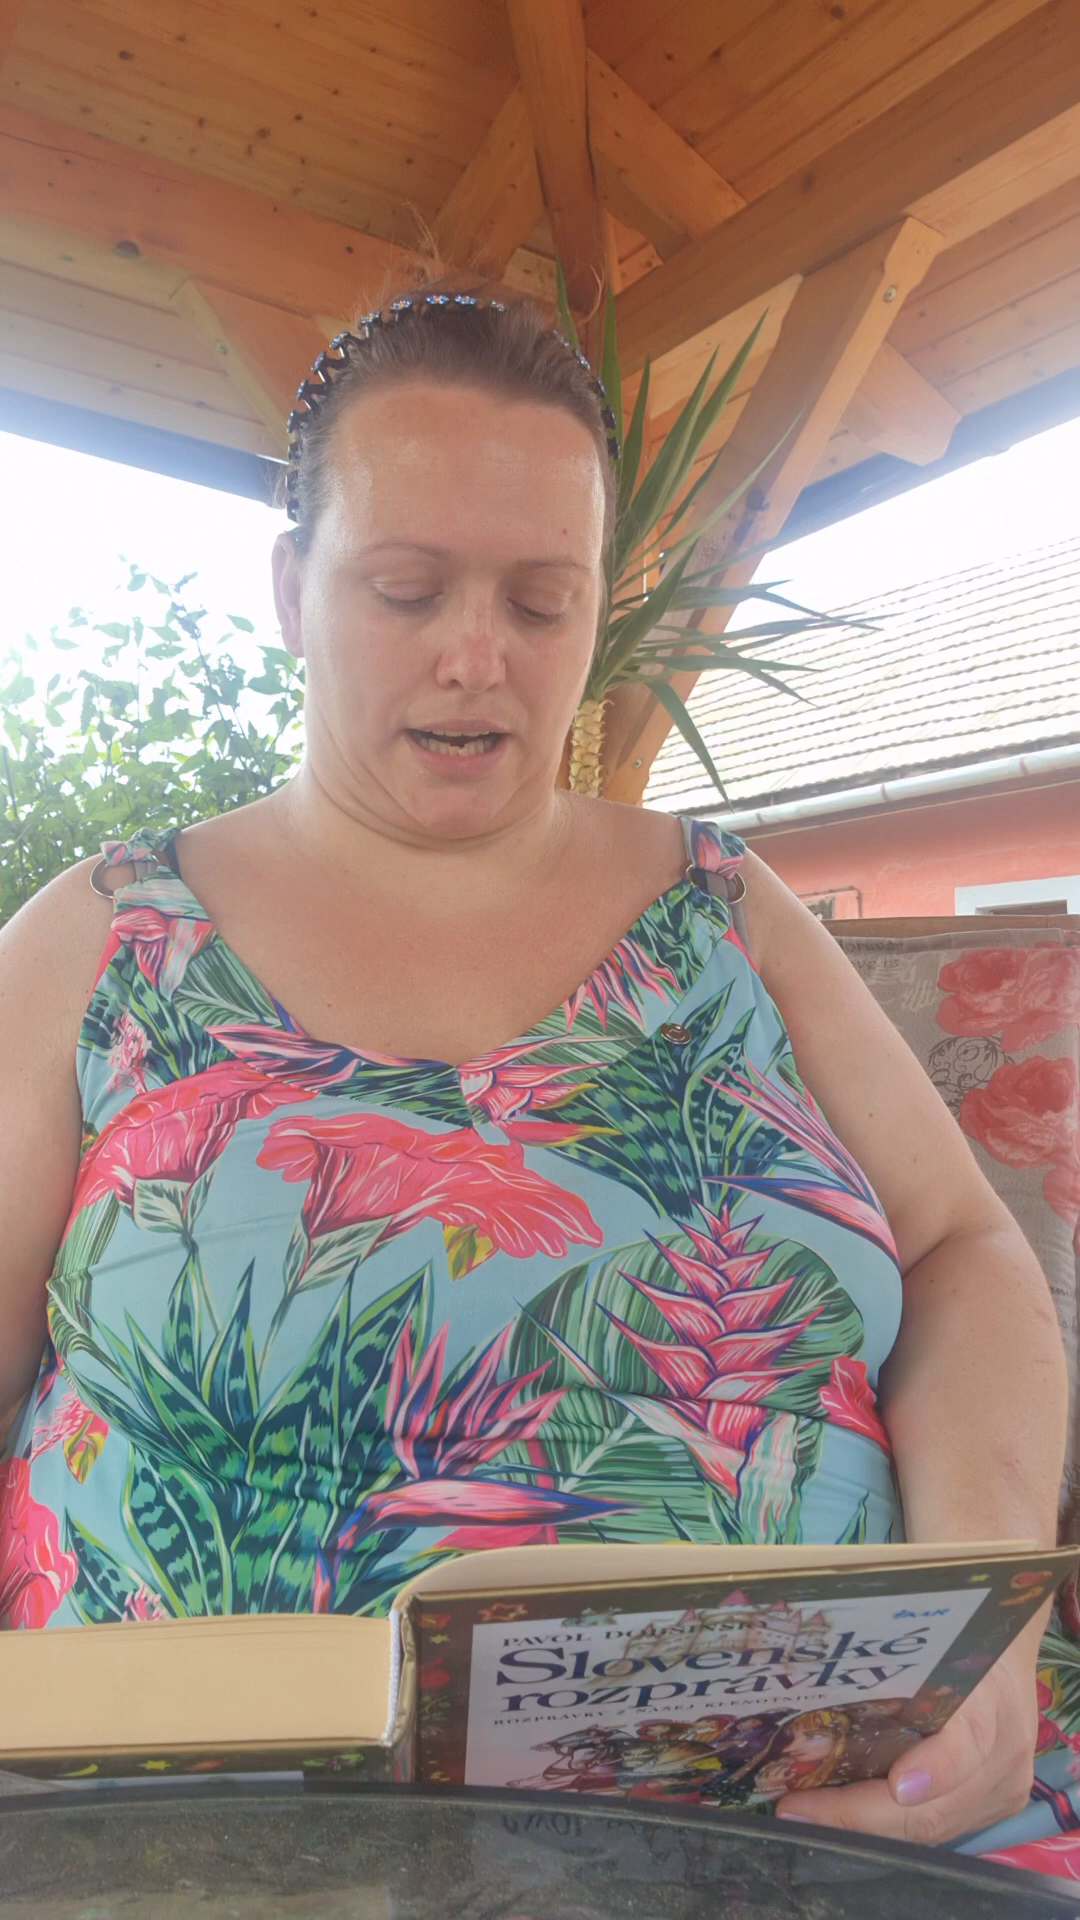 IKAR
PAVOL DOBŠINSKÝ
Slovenské
rozprávky
ROZPRÁVKY Z NAŠEJ KLENOTNICE